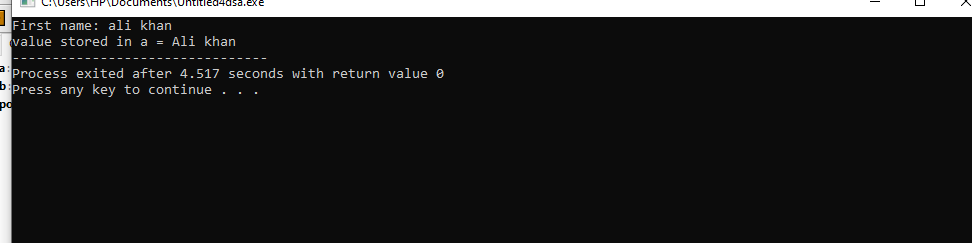 C:\Users\HP\Documents\Untitled4dsa.exe
First name: ali khan
value stored in a = Ali khan
--------------------------------
Process exited after 4.517 seconds with return value 0
Press any key to continue . . .
a:
b:
po